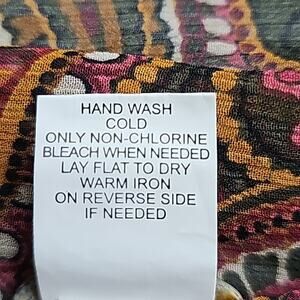 HAND WASH
COLD
ONLY NON-CHLORINE
BLEACH WHEN NEEDED
LAY FLAT TO DRY
WARM IRON
ON REVERSE SIDE
IF NEEDED